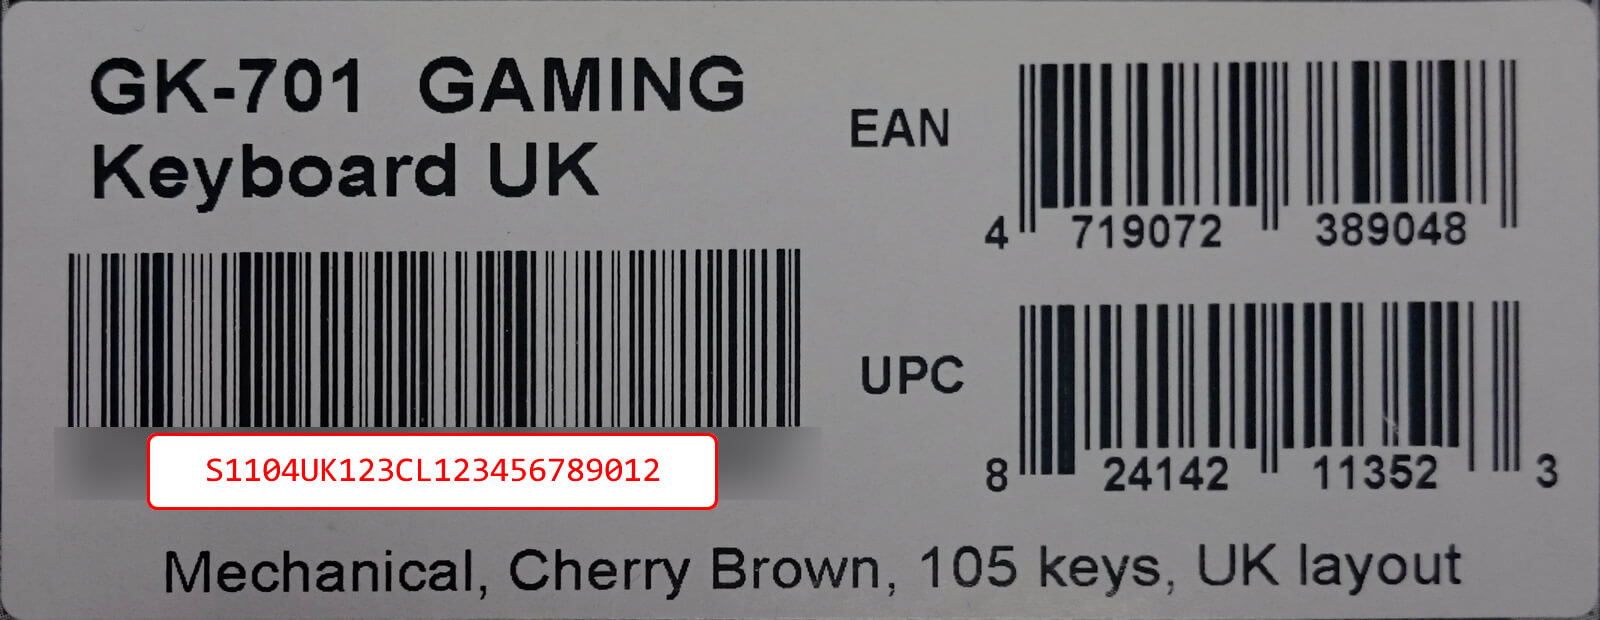 GK-701 GAMING
Keyboard UK
EAN
4 719072 389048
S1104UK123CL123456789012
UPC
8 24142 11352 3
Mechanical, Cherry Brown, 105 keys, UK layout